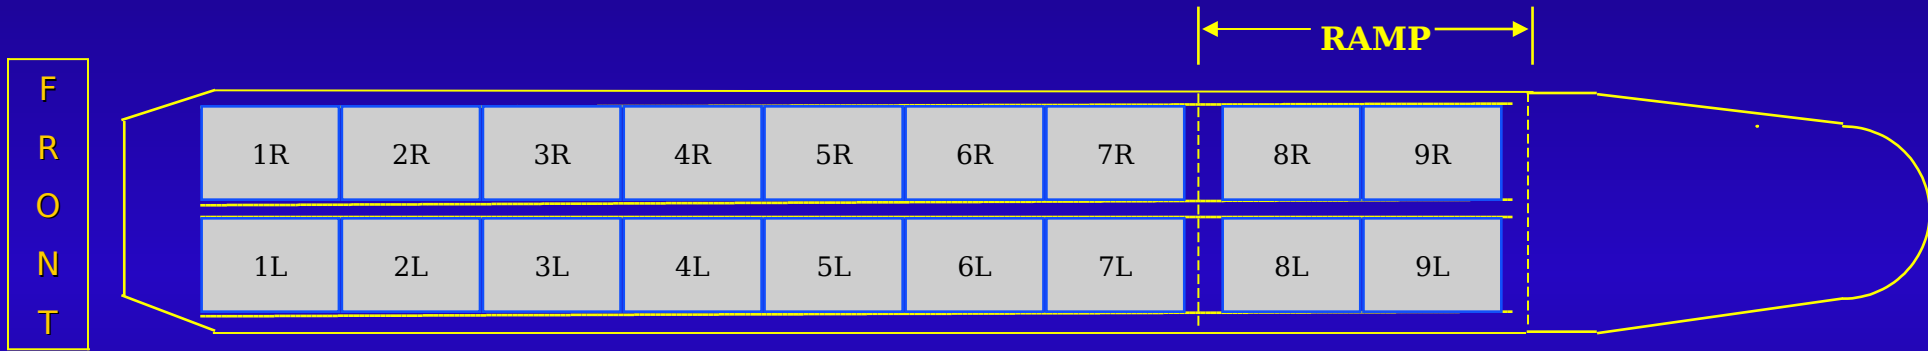 RAMP
F
R
O
N
T
1R 2R 3R 4R 5R 6R 7R 8R 9R
1L 2L 3L 4L 5L 6L 7L 8L 9L